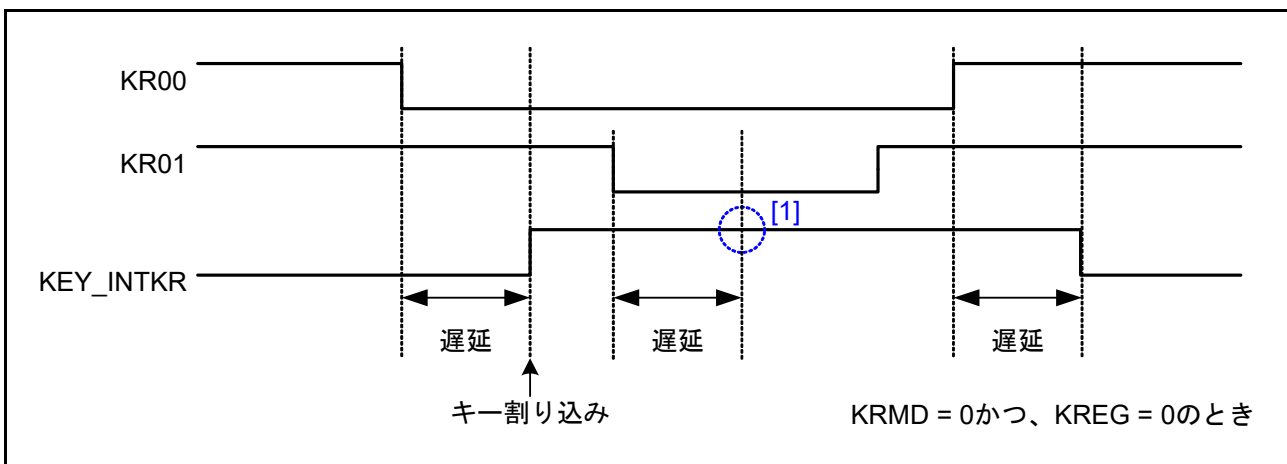 KR00
KR01
[1]
KEY_INTKR
遅延 遅延 遅延
キー割り込み
KRMD = 0かつ、KREG = 0のとき